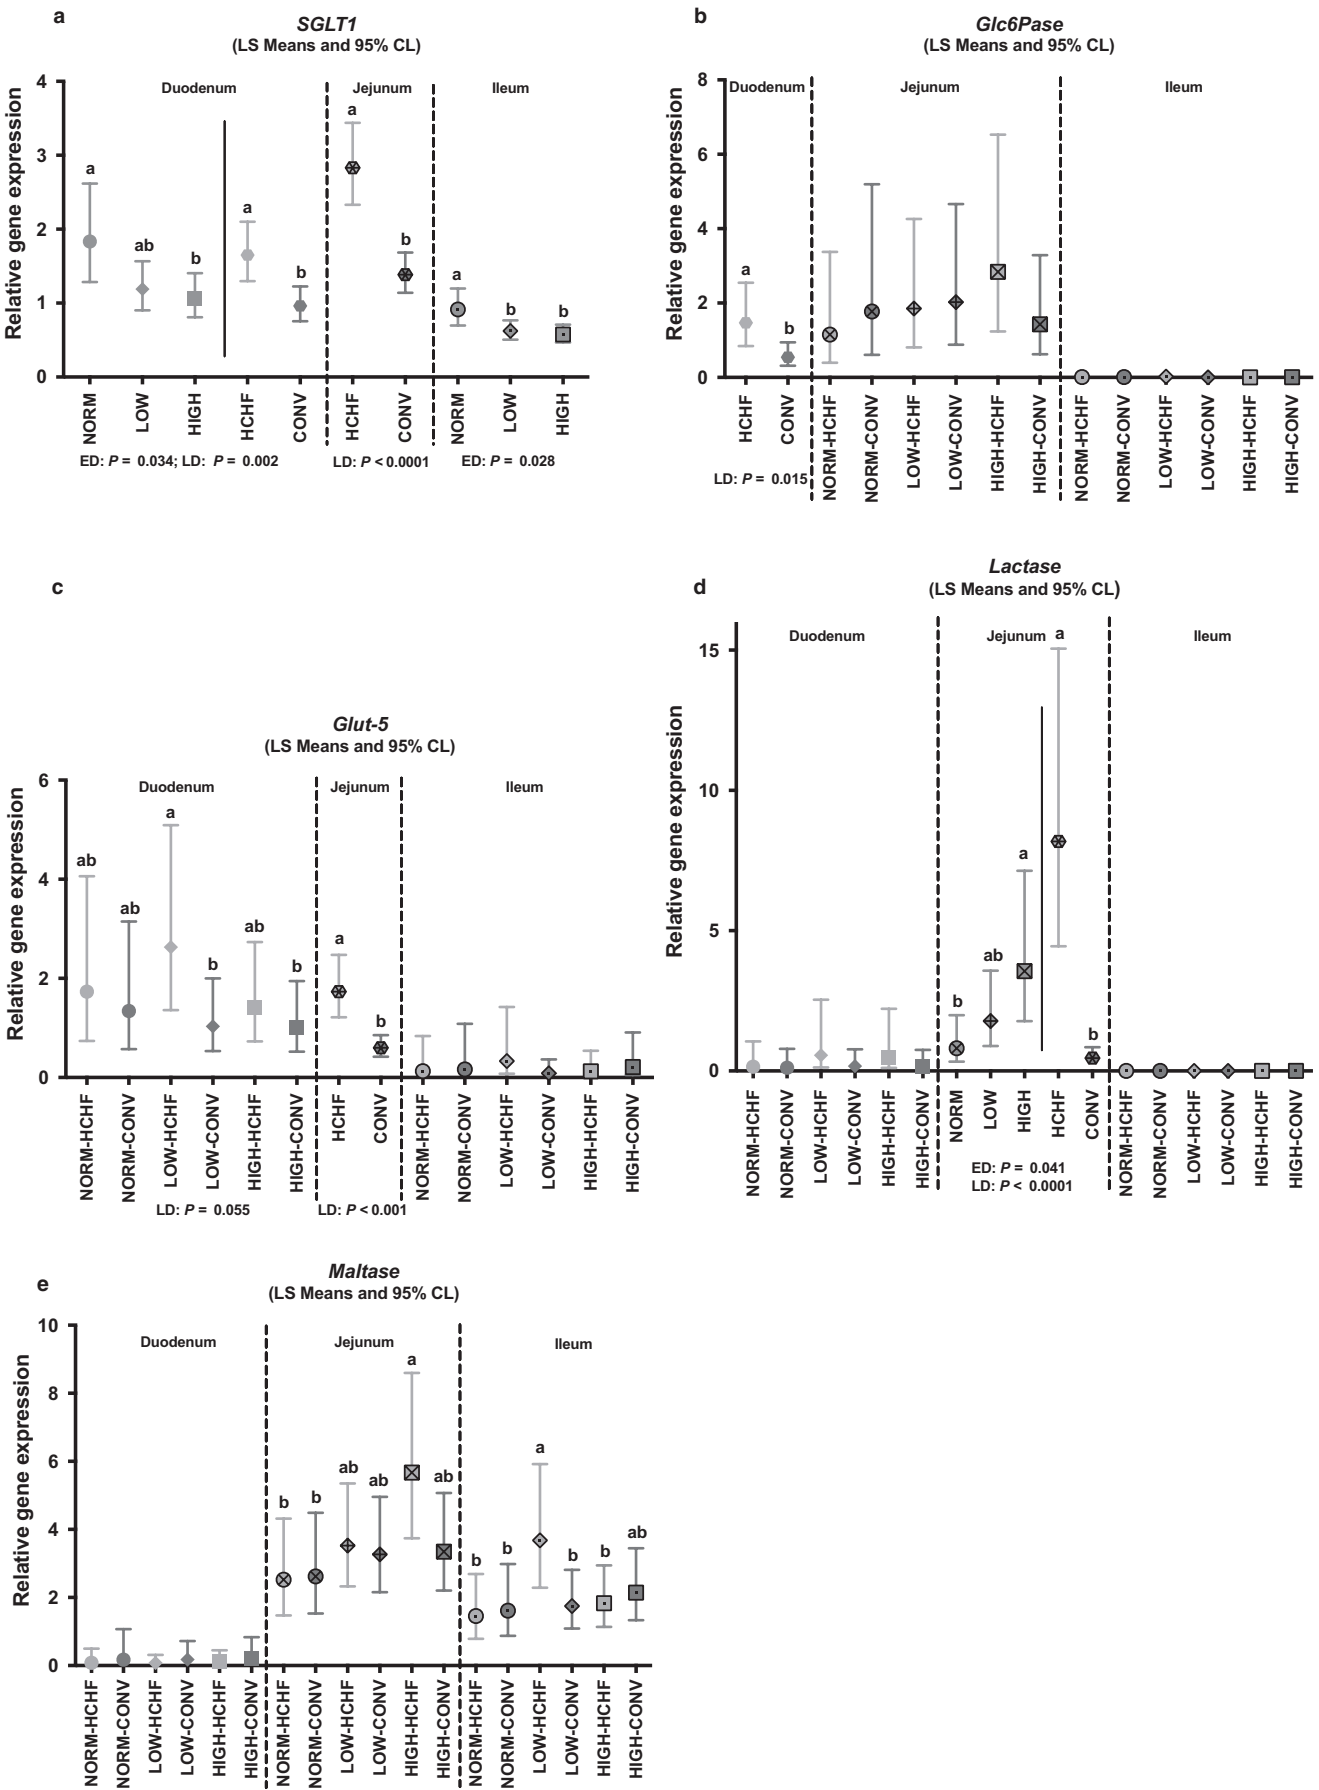 a
SGLT1
(LS Means and 95% CL)
Relative gene expression
4
3
2
1
0
Duodenum
Jejunum
Ileum
a
ab
b
a
b
a
b
a
b
b
NORM
LOW
HIGH
HCHF
CONV
HCHF
CONV
NORM
LOW
HIGH
ED: P = 0.034; LD: P = 0.002
LD: P < 0.0001
ED: P = 0.028
b
Glc6Pase
(LS Means and 95% CL)
Relative gene expression
8
6
4
2
0
Duodenum
Jejunum
Ileum
a
b
HCHF
CONV
NORM-HCHF
NORM-CONV
LOW-HCHF
LOW-CONV
HIGH-HCHF
HIGH-CONV
NORM-HCHF
NORM-CONV
LOW-HCHF
LOW-CONV
HIGH-HCHF
HIGH-CONV
LD: P = 0.015
c
Glut-5
(LS Means and 95% CL)
Relative gene expression
6
4
2
0
Duodenum
Jejunum
Ileum
ab
ab
a
b
ab
b
a
b
NORM-HCHF
NORM-CONV
LOW-HCHF
LOW-CONV
HIGH-HCHF
HIGH-CONV
HCHF
CONV
NORM-HCHF
NORM-CONV
LOW-HCHF
LOW-CONV
HIGH-HCHF
HIGH-CONV
LD: P = 0.055
LD: P < 0.001
d
Lactase
(LS Means and 95% CL)
Relative gene expression
15
10
5
0
Duodenum
Jejunum
Ileum
b
ab
a
a
b
NORM-HCHF
NORM-CONV
LOW-HCHF
LOW-CONV
HIGH-HCHF
HIGH-CONV
NORM
LOW
HIGH
HCHF
CONV
NORM-HCHF
NORM-CONV
LOW-HCHF
LOW-CONV
HIGH-HCHF
HIGH-CONV
ED: P = 0.041
LD: P < 0.0001
e
Maltase
(LS Means and 95% CL)
Relative gene expression
10
8
6
4
2
0
Duodenum
Jejunum
Ileum
b
b
ab
ab
a
ab
b
b
a
b
b
ab
NORM-HCHF
NORM-CONV
LOW-HCHF
LOW-CONV
HIGH-HCHF
HIGH-CONV
NORM-HCHF
NORM-CONV
LOW-HCHF
LOW-CONV
HIGH-HCHF
HIGH-CONV
NORM-HCHF
NORM-CONV
LOW-HCHF
LOW-CONV
HIGH-HCHF
HIGH-CONV